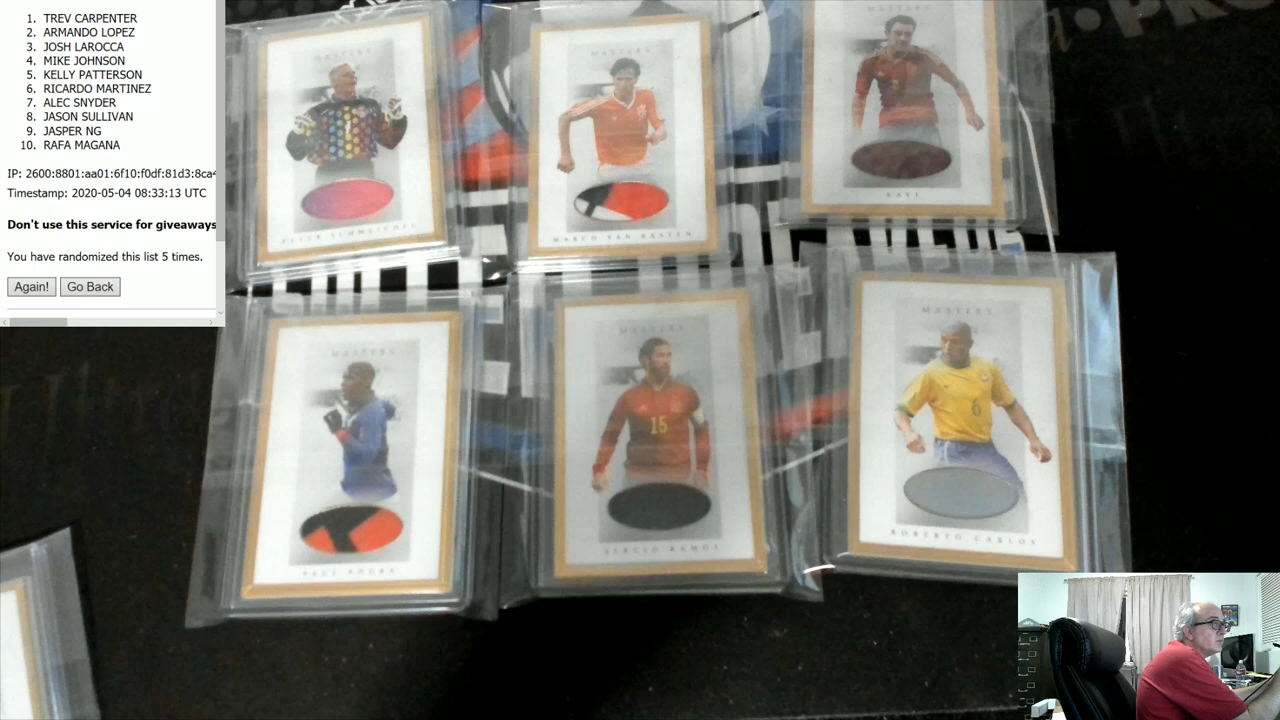 1. TREV CARPENTER
2. ARMANDO LOPEZ
3. JOSH LAROCCA
4. MIKE JOHNSON
5. KELLY PATTERSON
6. RICARDO MARTINEZ
7. ALEC SNYDER
8. JASON SULLIVAN
9. JASPER NG
10. RAFA MAGANA
IP: 2600:8801:aa01:6f10:f0df:81d3:8ca
Timestamp: 2020-05-04 08:33:13 UTC
Don't use this service for giveaways
You have randomized this list 5 times.
Again! Go Back
MASTERS
PETER SCHMEICHEL
MASTERS
MARCO VAN BASTEN
MASTERS
XAVI
MASTERS
PAUL POGBA
MASTERS
15
SERGIO RAMOS
MASTERS
6
ROBERTO CARLOS